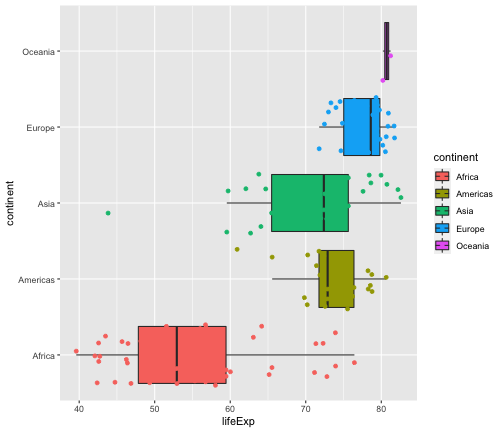 Oceania
Europe
Asia
Americas
Africa
continent
40 50 60 70 80
lifeExp
continent
Africa
Americas
Asia
Europe
Oceania